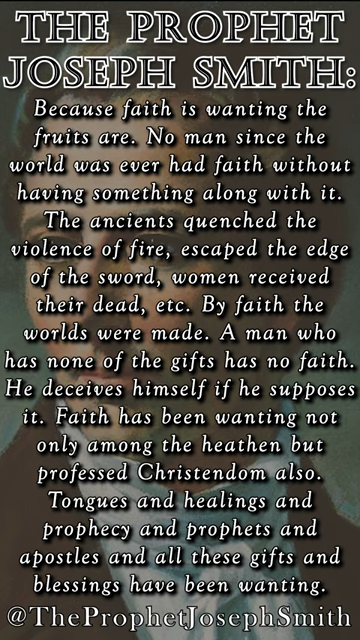 THE PROPHET
JOSEPH SMITH:
Because faith is wanting the
fruits are. No man since the
world was ever had faith without
having something along with it.
The ancients quenched the
violence of fire, escaped the edge
of the sword, women received
their dead, etc. By faith the
worlds were made. A man who
has none of the gifts has no faith.
He deceives himself if he supposes
it. Faith has been wanting not
only among the heathen but
professed Christendom also.
Tongues and healings and
prophecy and prophets and
apostles and all these gifts and
blessings have been wanting.
@TheProphetJosephSmith